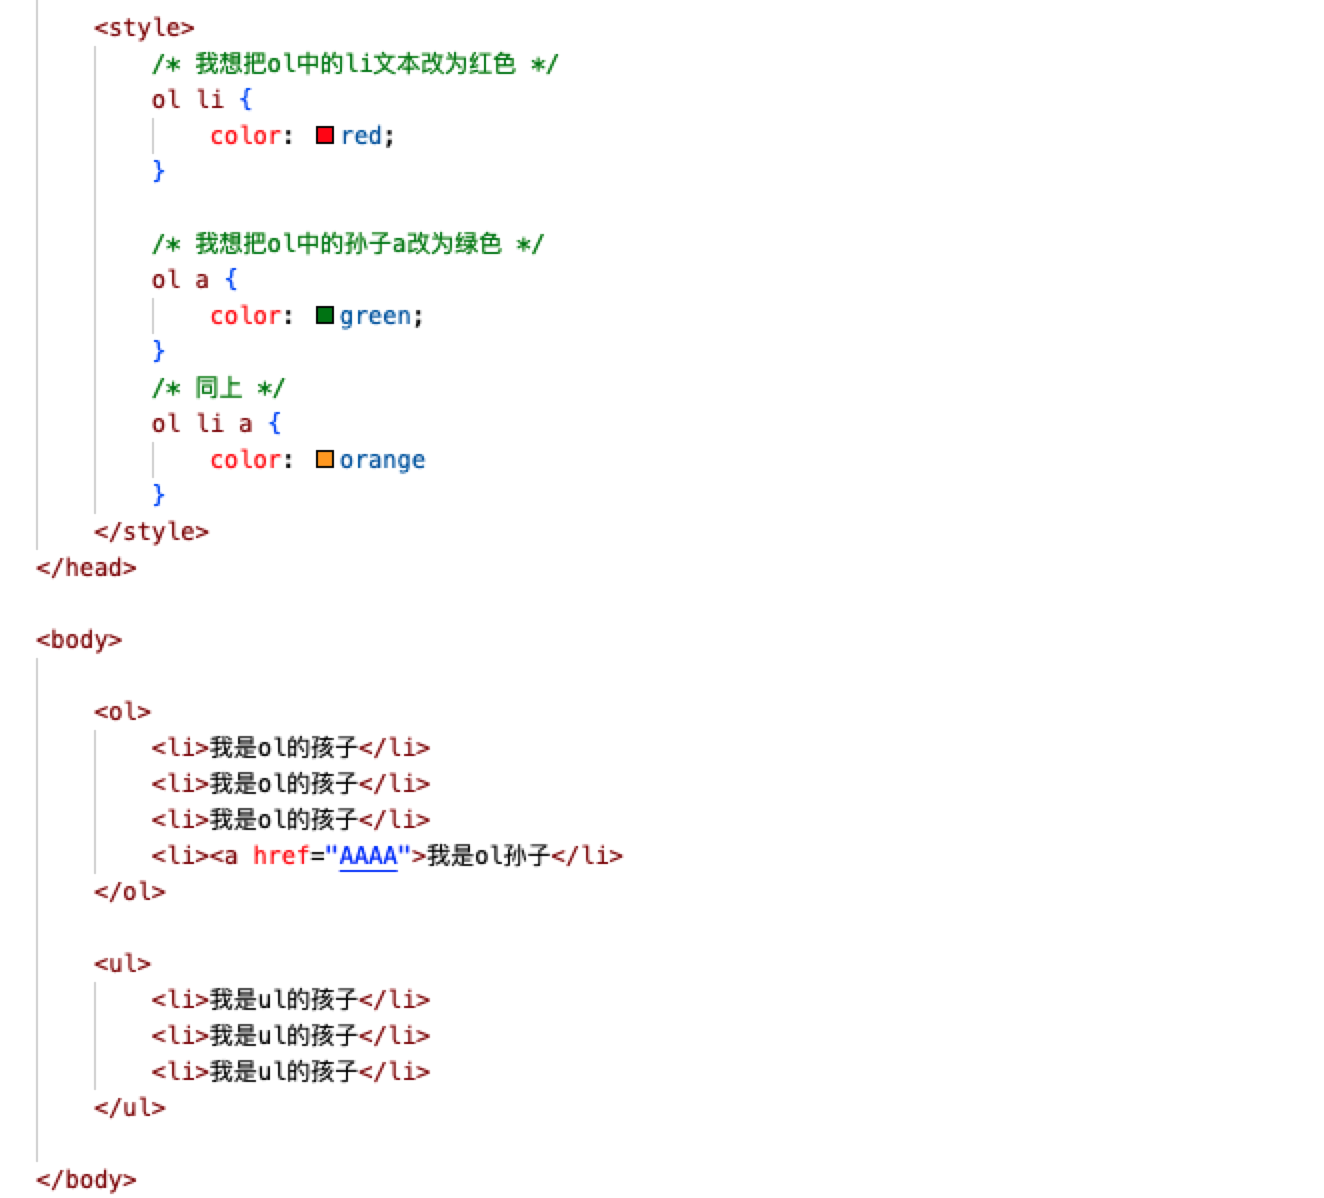 <style>
/* 我想把ol中的li文本改为红色 */
ol li {
color: red;
}
/* 我想把ol中的孙子a改为绿色 */
ol a {
color: green;
}
/* 同上 */
ol li a {
color: orange
}
</style>
</head>
<body>
<ol>
<li>我是ol的孩子</li>
<li>我是ol的孩子</li>
<li>我是ol的孩子</li>
<li><a href="AAAA">我是ol孙子</li>
</ol>
<ul>
<li>我是ul的孩子</li>
<li>我是ul的孩子</li>
<li>我是ul的孩子</li>
</ul>
</body>